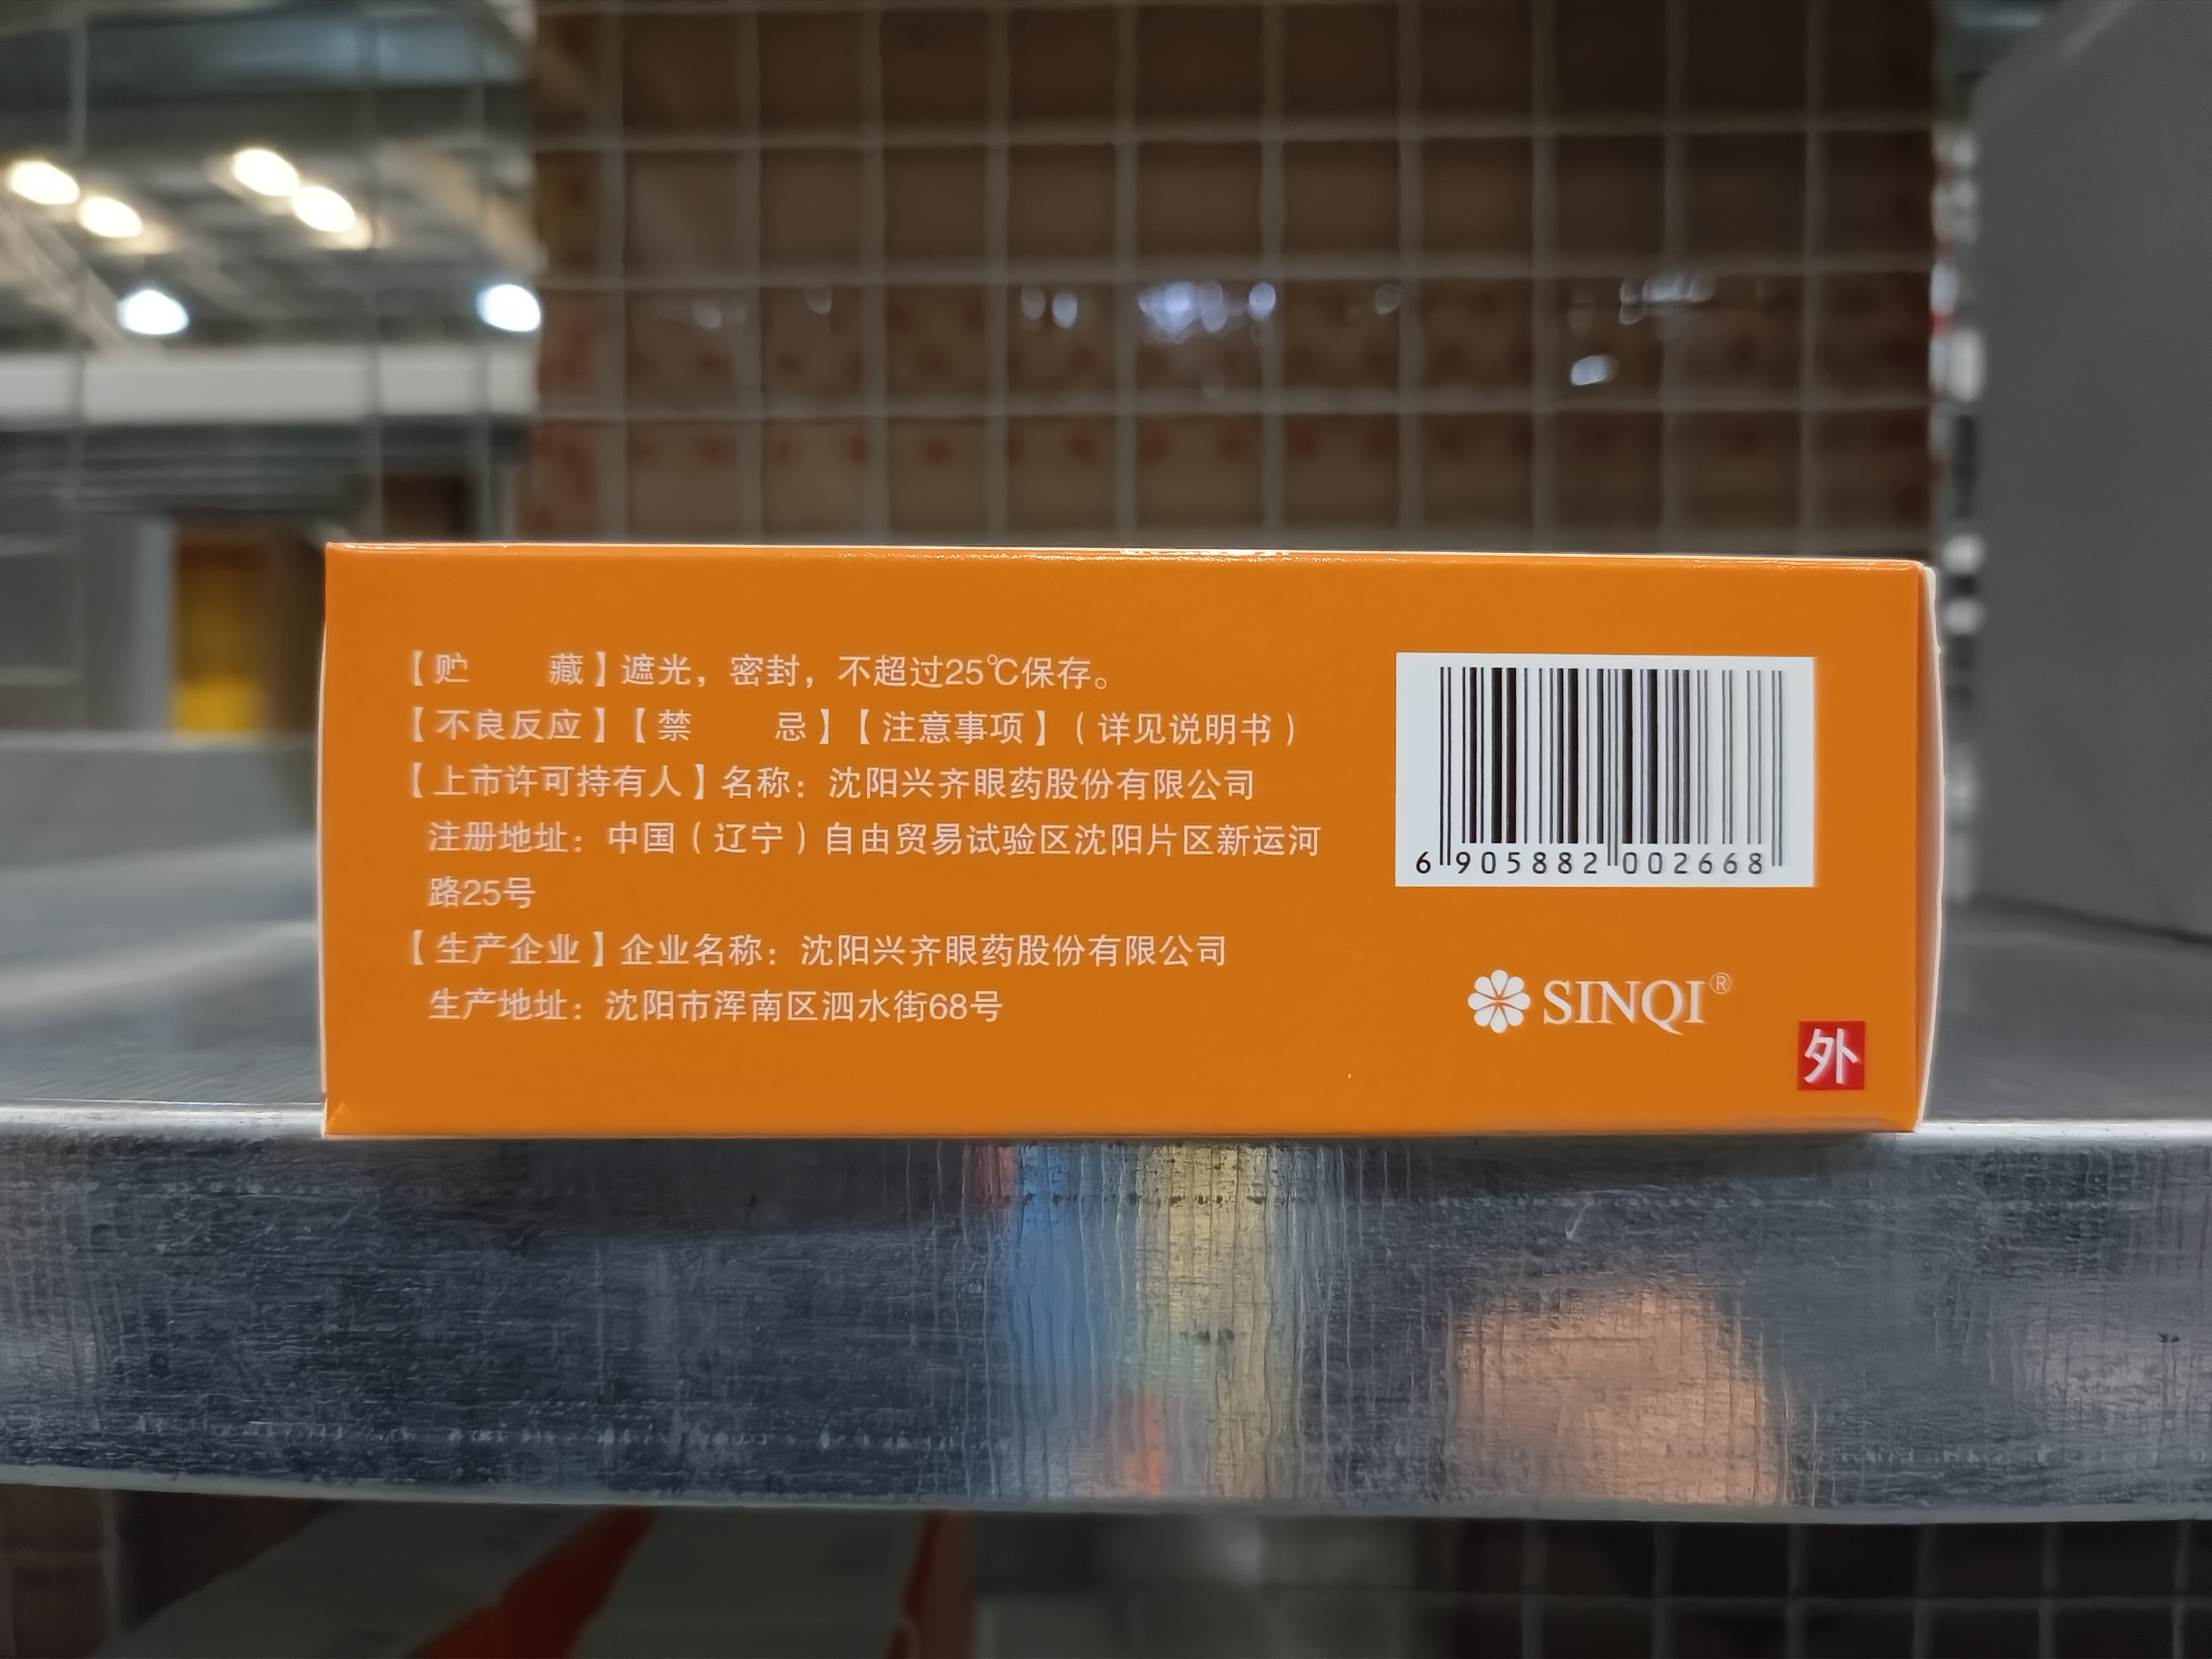 【贮　　藏】遮光，密封，不超过25℃保存。
【不良反应】【禁　　忌】【注意事项】（详见说明书）
【上市许可持有人】名称：沈阳兴齐眼药股份有限公司
注册地址：中国（辽宁）自由贸易试验区沈阳片区新运河
路25号
【生产企业】企业名称：沈阳兴齐眼药股份有限公司
生产地址：沈阳市浑南区泗水街68号
6 905882 002668
SINQI®
外